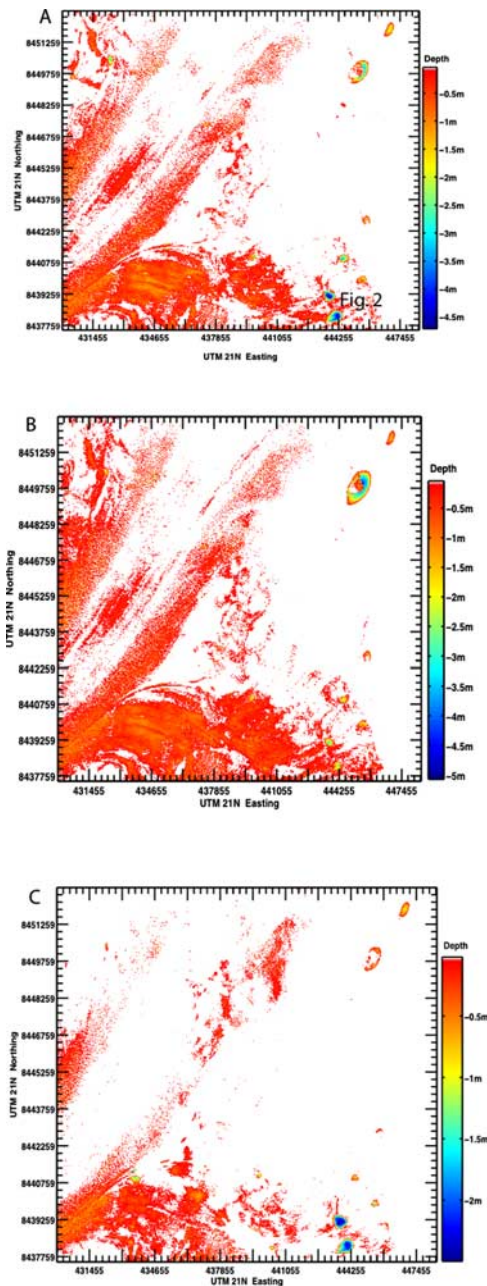 A
Depth
8451259
8449759
8448259
8446759
8445259
8443759
8442259
8440759
8439259
8437759
UTM 21N Northing
-0.5m
-1m
-1.5m
-2m
-2.5m
-3m
-3.5m
-4m
-4.5m
Fig. 2
431455 434655 437855 441055 444255 447455
UTM 21N Easting
B
Depth
8451259
8449759
8448259
8446759
8445259
8443759
8442259
8440759
8439259
8437759
UTM 21N Northing
-0.5m
-1m
-1.5m
-2m
-2.5m
-3m
-3.5m
-4m
-4.5m
-5m
431455 434655 437855 441055 444255 447455
UTM 21N Easting
C
Depth
8451259
8449759
8448259
8446759
8445259
8443759
8442259
8440759
8439259
8437759
UTM 21N Northing
-0.5m
-1m
-1.5m
-2m
431455 434655 437855 441055 444255 447455
UTM 21N Easting